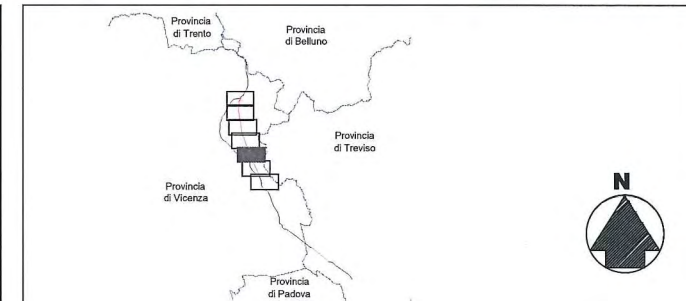 Provincia
di Trento
Provincia
di Belluno
Provincia
di Treviso
Provincia
di Vicenza
N
Provincia
di Padova